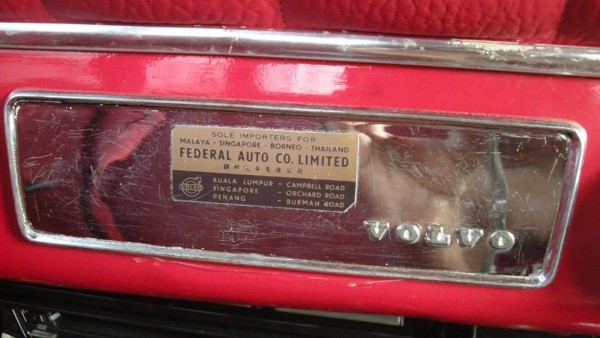 SOLE IMPORTERS FOR
MALAYA - SINGAPORE - BORNEO - THAILAND
FEDERAL AUTO CO. LIMITED
KUALA LUMPUR - CAMPBELL ROAD
SINGAPORE - ORCHARD ROAD
PENANG - BURMAH ROAD
VOLVO
VOLVO